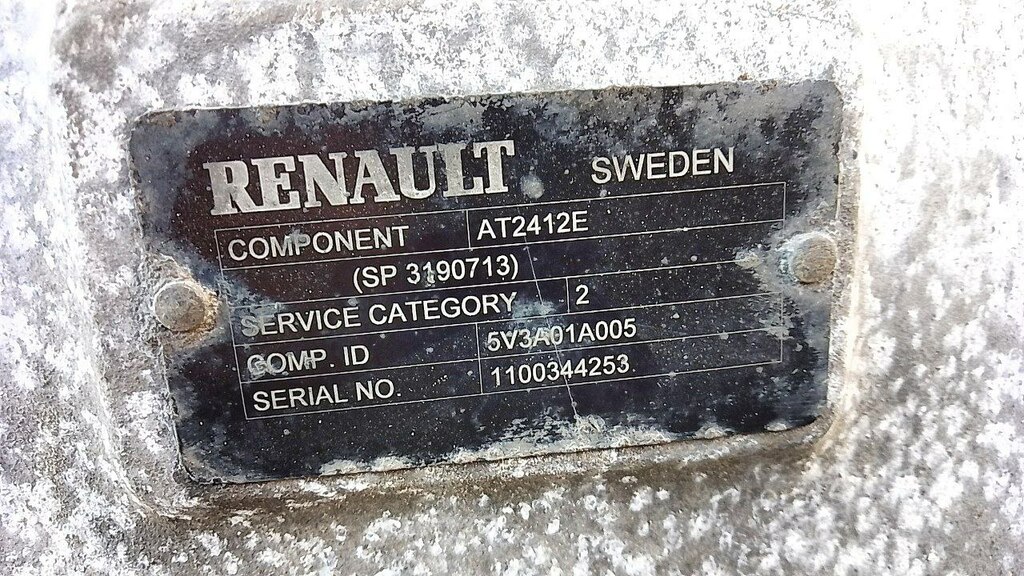 RENAULT SWEDEN
COMPONENT AT2412E
(SP 3190713)
SERVICE CATEGORY 2
COMP. ID 5V3A01A005
SERIAL NO. 1100344253